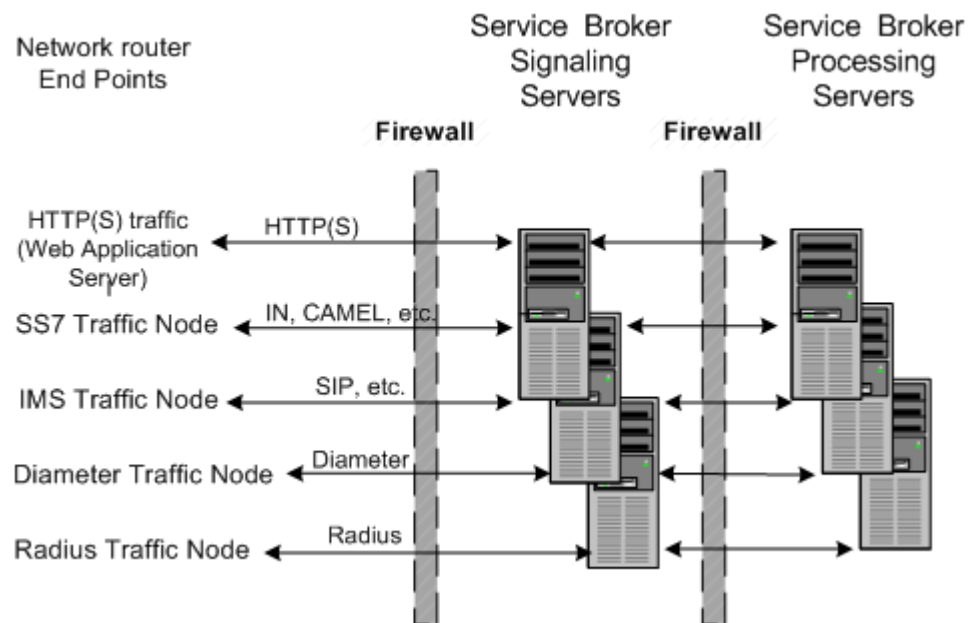 Network router
End Points
Service Broker
Signaling
Servers
Service Broker
Processing
Servers
Firewall
Firewall
HTTP(S) traffic
(Web Application
Server)
HTTP(S)
SS7 Traffic Node
IN, CAMEL, etc.
IMS Traffic Node
SIP, etc.
Diameter Traffic Node
Diameter
Radius Traffic Node
Radius